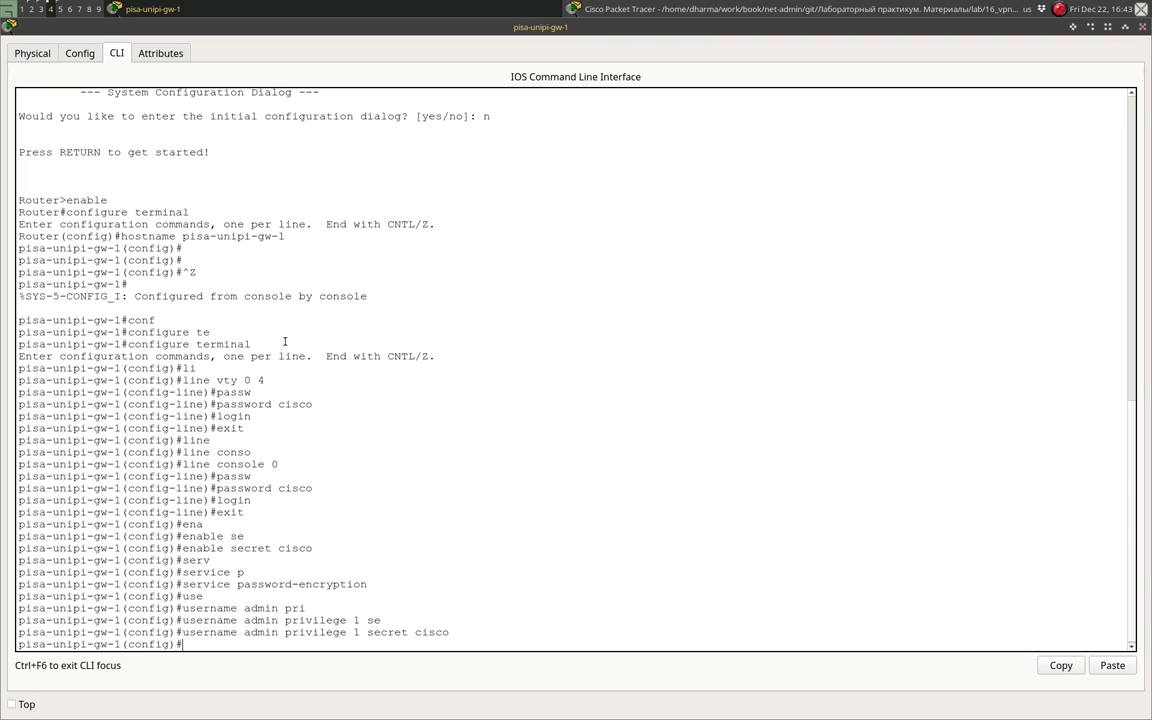 1 2 3 4 5 6 7 8 9 pisa-unipi-gw-1 Cisco Packet Tracer - /home/dharma/work/book/net-admin/git/Лабораторный практикум. Материалы/lab/16_vpn... us Fri Dec 22, 16:43
pisa-unipi-gw-1
Physical Config CLI Attributes
IOS Command Line Interface
--- System Configuration Dialog ---
Would you like to enter the initial configuration dialog? [yes/no]: n
Press RETURN to get started!
Router>enable
Router#configure terminal
Enter configuration commands, one per line.  End with CNTL/Z.
Router(config)#hostname pisa-unipi-gw-1
pisa-unipi-gw-1(config)#
pisa-unipi-gw-1(config)#
pisa-unipi-gw-1(config)#^Z
pisa-unipi-gw-1#
%SYS-5-CONFIG_I: Configured from console by console
pisa-unipi-gw-1#conf
pisa-unipi-gw-1#configure te
pisa-unipi-gw-1#configure terminal
Enter configuration commands, one per line.  End with CNTL/Z.
pisa-unipi-gw-1(config)#li
pisa-unipi-gw-1(config)#line vty 0 4
pisa-unipi-gw-1(config-line)#passw
pisa-unipi-gw-1(config-line)#password cisco
pisa-unipi-gw-1(config-line)#login
pisa-unipi-gw-1(config-line)#exit
pisa-unipi-gw-1(config)#line
pisa-unipi-gw-1(config)#line conso
pisa-unipi-gw-1(config)#line console 0
pisa-unipi-gw-1(config-line)#passw
pisa-unipi-gw-1(config-line)#password cisco
pisa-unipi-gw-1(config-line)#login
pisa-unipi-gw-1(config-line)#exit
pisa-unipi-gw-1(config)#ena
pisa-unipi-gw-1(config)#enable se
pisa-unipi-gw-1(config)#enable secret cisco
pisa-unipi-gw-1(config)#serv
pisa-unipi-gw-1(config)#service p
pisa-unipi-gw-1(config)#service password-encryption
pisa-unipi-gw-1(config)#use
pisa-unipi-gw-1(config)#username admin pri
pisa-unipi-gw-1(config)#username admin privilege 1 se
pisa-unipi-gw-1(config)#username admin privilege 1 secret cisco
pisa-unipi-gw-1(config)#
Ctrl+F6 to exit CLI focus
Copy Paste
Top